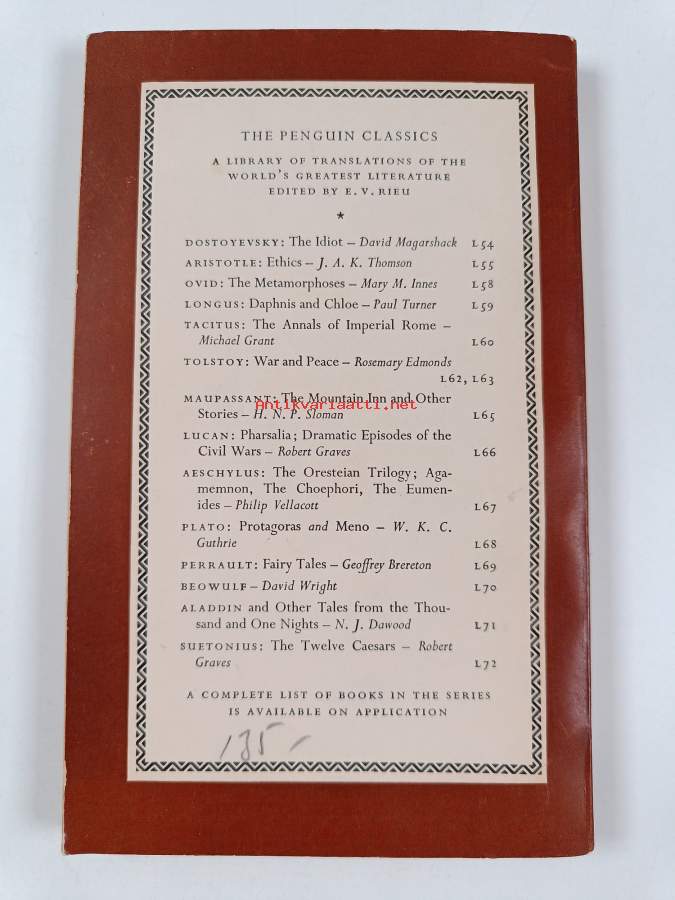 THE PENGUIN CLASSICS
A LIBRARY OF TRANSLATIONS OF THE
WORLD'S GREATEST LITERATURE
EDITED BY E. V. RIEU
★
DOSTOYEVSKY: The Idiot – David Magarshack L54
ARISTOTLE: Ethics – J. A. K. Thomson L55
OVID: The Metamorphoses – Mary M. Innes L58
LONGUS: Daphnis and Chloe – Paul Turner L59
TACITUS: The Annals of Imperial Rome –
Michael Grant L60
TOLSTOY: War and Peace – Rosemary Edmonds
L62, L63
MAUPASSANT: The Mountain Inn and Other
Antikvariaatti.net
Stories – H. N. P. Sloman L65
LUCAN: Pharsalia; Dramatic Episodes of the
Civil Wars – Robert Graves L66
AESCHYLUS: The Oresteian Trilogy; Aga-
memnon, The Choephori, The Eumen-
ides – Philip Vellacott L67
PLATO: Protagoras and Meno – W. K. C.
Guthrie L68
PERRAULT: Fairy Tales – Geoffrey Brereton L69
BEOWULF – David Wright L70
ALADDIN and Other Tales from the Thou-
sand and One Nights – N. J. Dawood L71
SUETONIUS: The Twelve Caesars – Robert
Graves L72
A COMPLETE LIST OF BOOKS IN THE SERIES
IS AVAILABLE ON APPLICATION
135 –